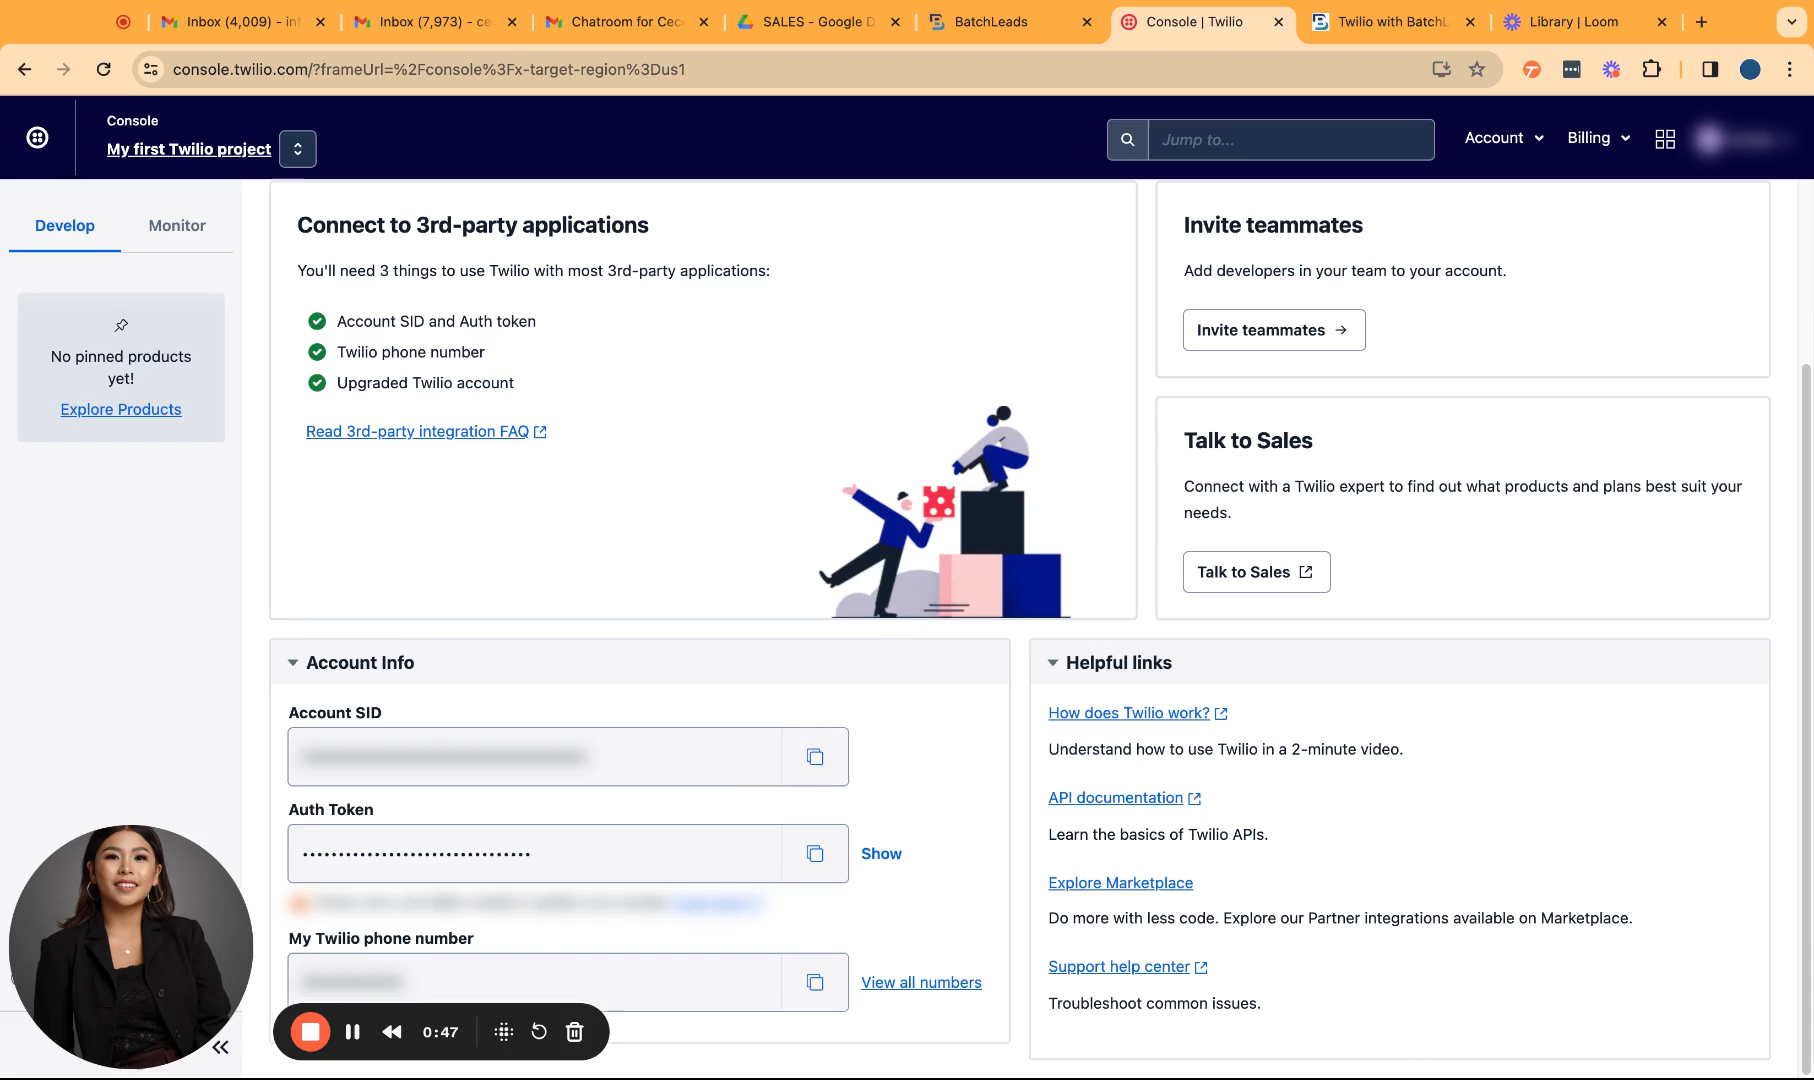 Inbox (4,009) - inf
Inbox (7,973) - ce
Chatroom for Cec
SALES - Google D
BatchLeads
Console | Twilio
Twilio with BatchL
Library | Loom
console.twilio.com/?frameUrl=%2Fconsole%3Fx-target-region%3Dus1
Console
My first Twilio project
Jump to...
Account
Billing
Develop
Monitor
No pinned products
yet!
Explore Products
Connect to 3rd-party applications
You'll need 3 things to use Twilio with most 3rd-party applications:
Account SID and Auth token
Twilio phone number
Upgraded Twilio account
Read 3rd-party integration FAQ
Invite teammates
Add developers in your team to your account.
Invite teammates →
Talk to Sales
Connect with a Twilio expert to find out what products and plans best suit your
needs.
Talk to Sales
Account Info
Account SID
Auth Token
••••••••••••••••••••••••••••••••
Show
My Twilio phone number
View all numbers
0:47
Helpful links
How does Twilio work?
Understand how to use Twilio in a 2-minute video.
API documentation
Learn the basics of Twilio APIs.
Explore Marketplace
Do more with less code. Explore our Partner integrations available on Marketplace.
Support help center
Troubleshoot common issues.